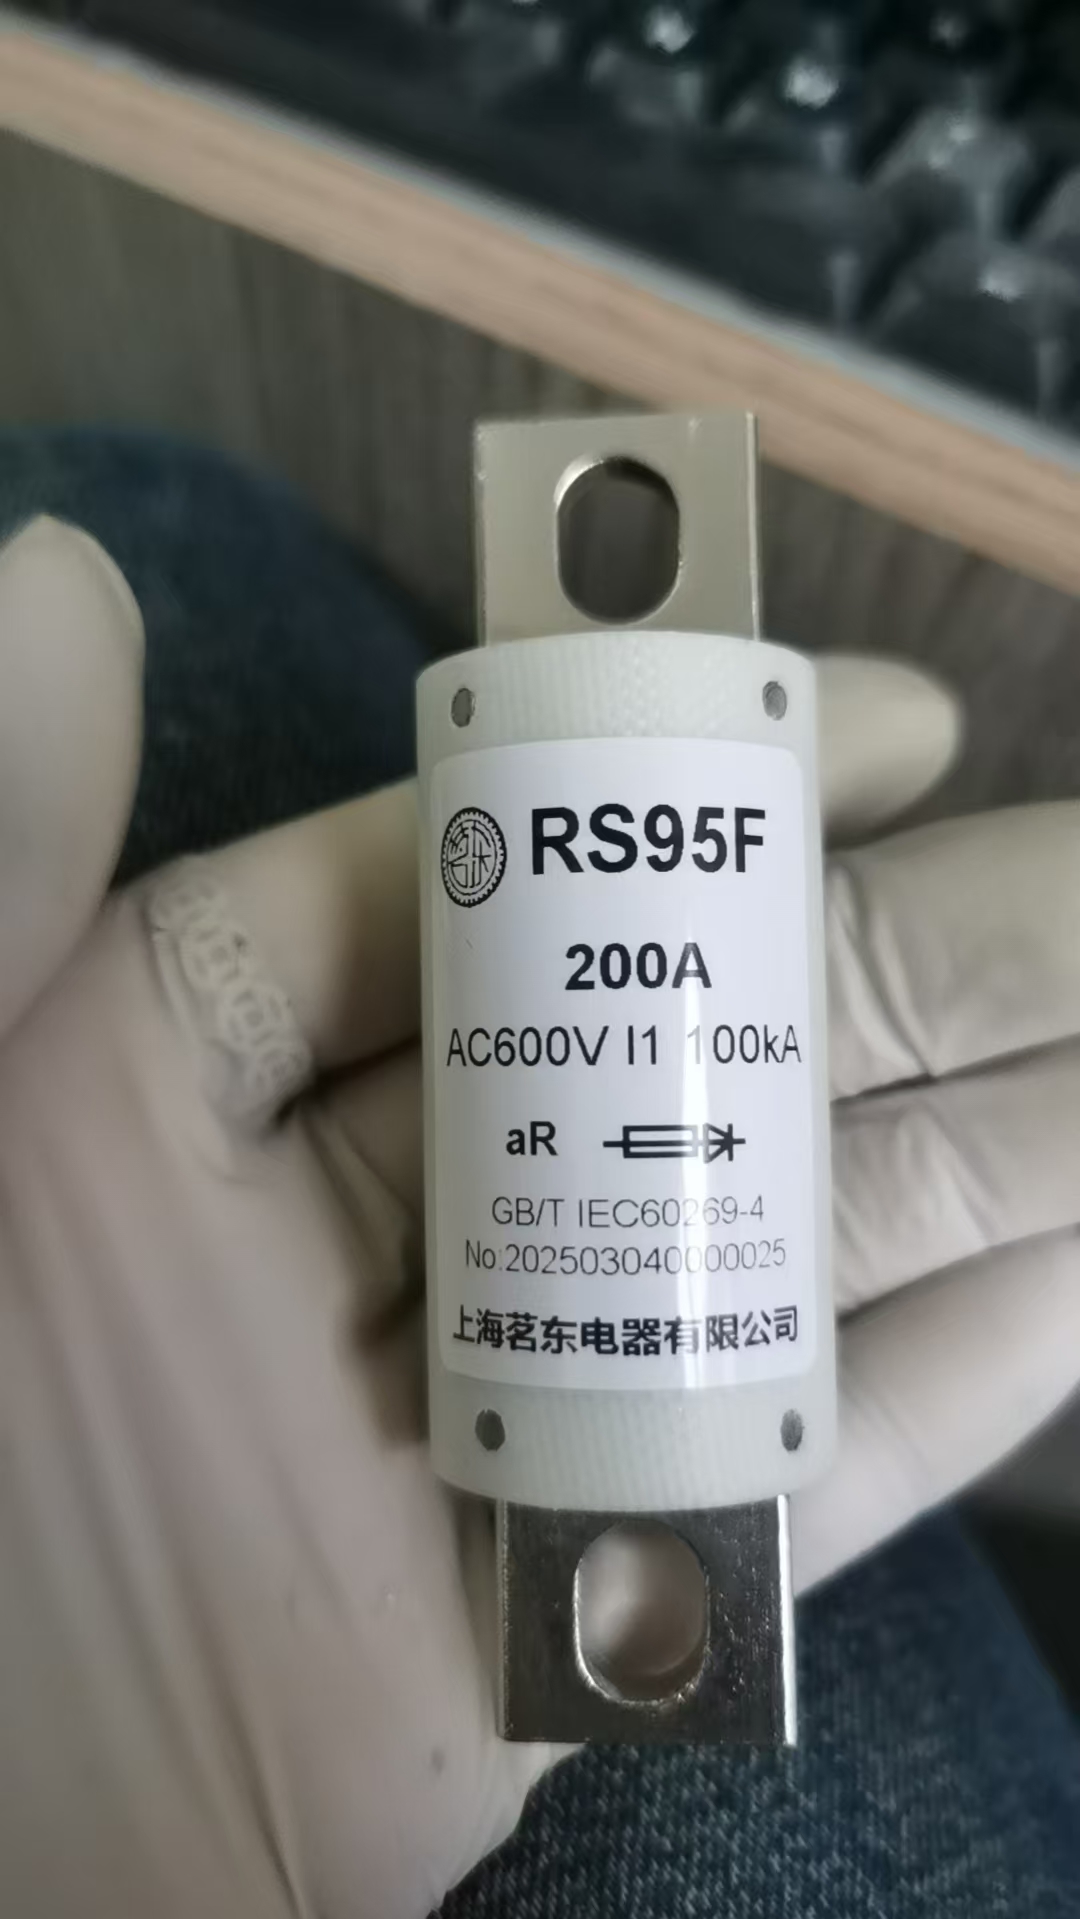 RS95F
200A
AC600V I1 100kA
aR
GB/T IEC60269-4
No:202503040000025
上海茗东电器有限公司